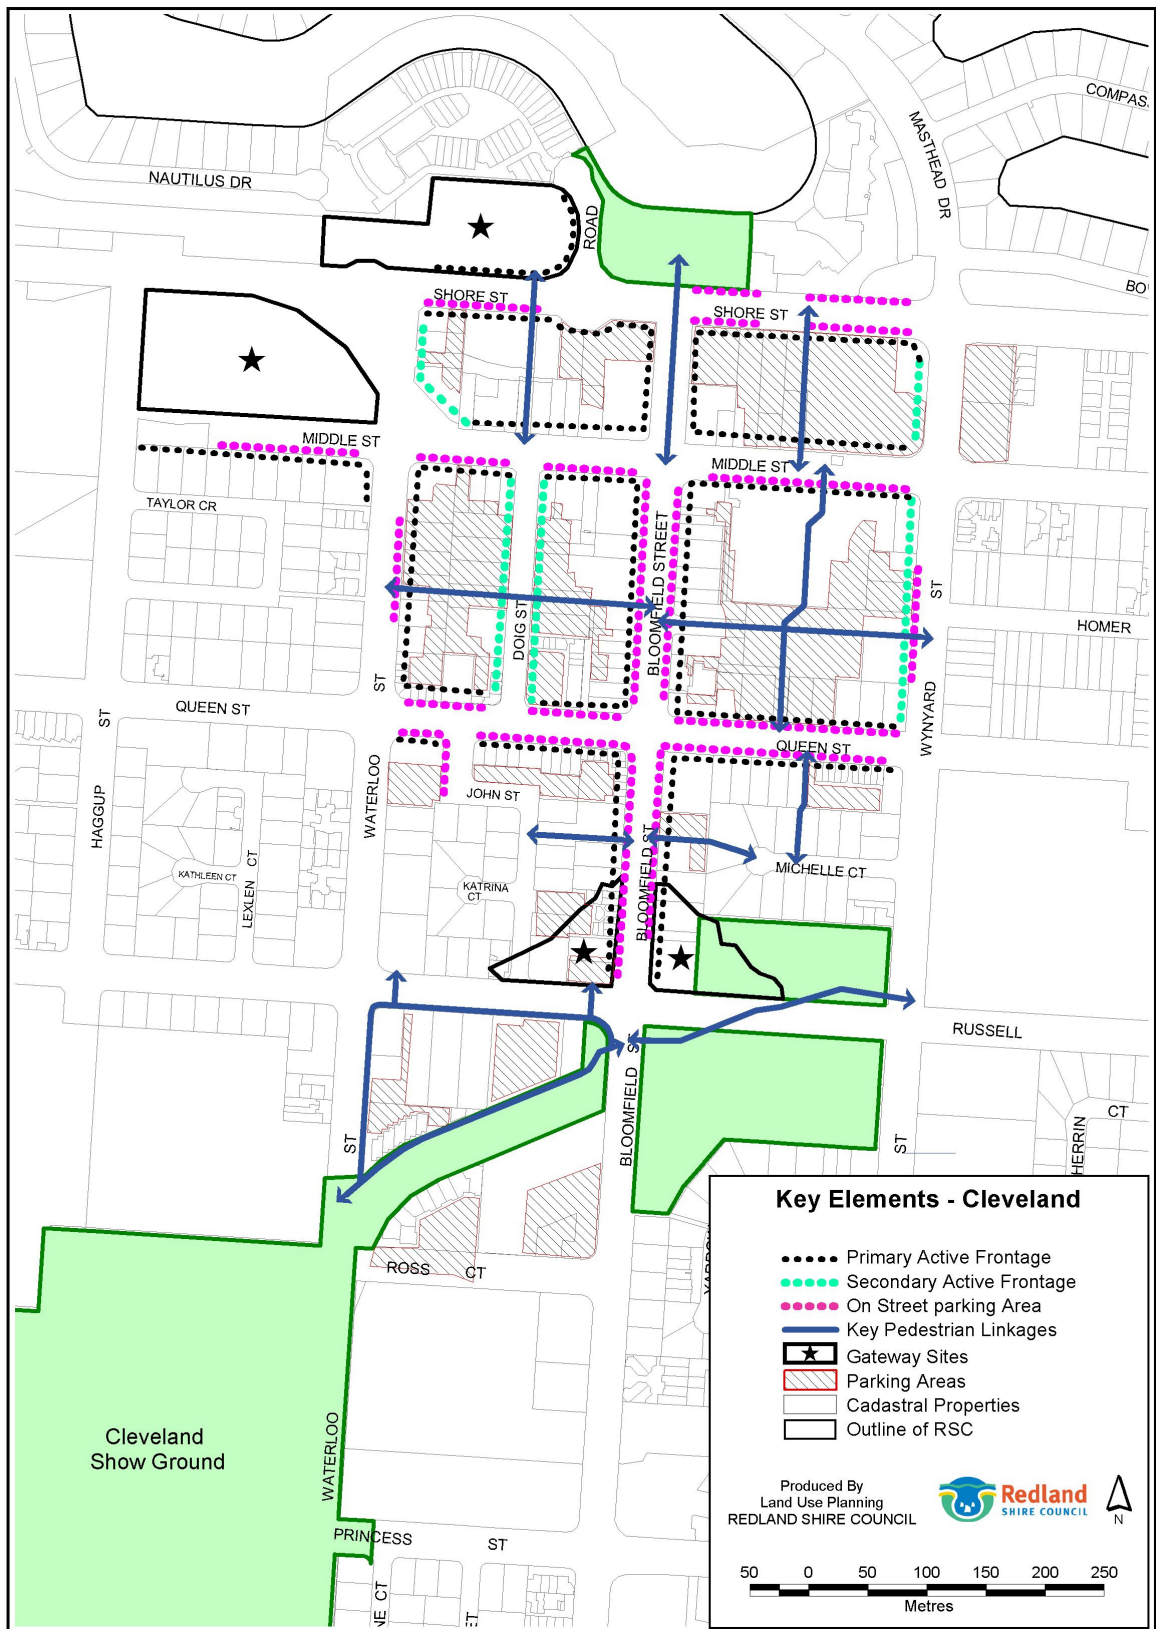 COMPAS
MASTHEAD DR
NAUTILUS DR
ROAD
BO
SHORE ST
SHORE ST
MIDDLE ST
MIDDLE ST
TAYLOR CR
BLOOMFIELD STREET
ST
DOIG ST
HOMER
ST
QUEEN ST
ST
WYNYARD
QUEEN ST
WATERLOO
HAGGUP
JOHN ST
BLOOMFIELD ST
MICHELLE CT
KATHLEEN CT
LEXLEN CT
KATRINA
CT
RUSSELL
BLOOMFIELD ST
ST
ST
HERRIN
CT
ROSS CT
WATERLOO
Cleveland
Show Ground
PRINCESS ST
NE CT
ET
Key Elements - Cleveland
Primary Active Frontage
Secondary Active Frontage
On Street parking Area
Key Pedestrian Linkages
Gateway Sites
Parking Areas
Cadastral Properties
Outline of RSC
Produced By
Land Use Planning
REDLAND SHIRE COUNCIL
Redland
SHIRE COUNCIL
N
50 0 50 100 150 200 250
Metres